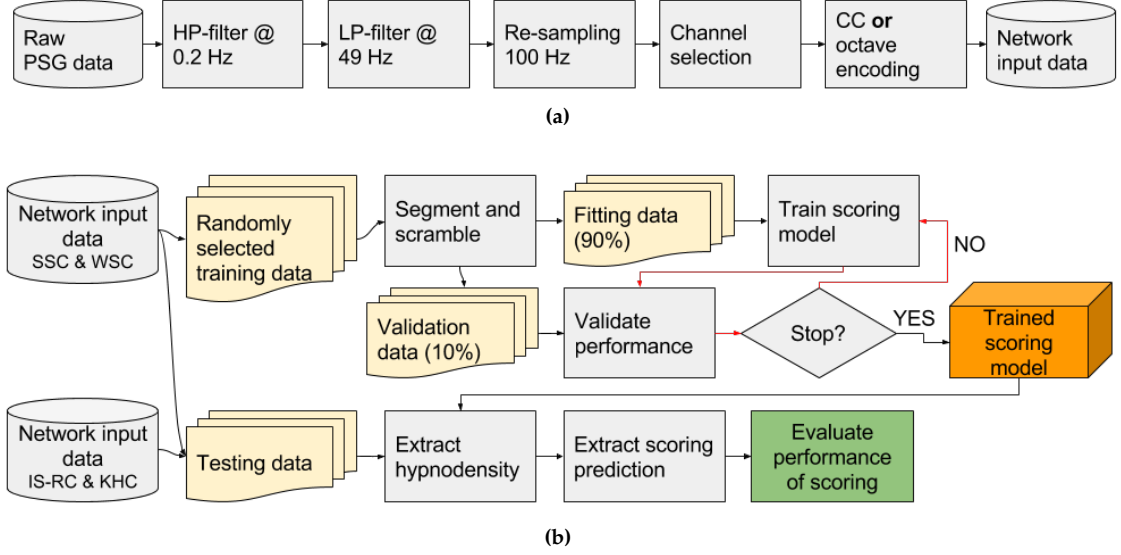 Raw
PSG data
HP-filter @
0.2 Hz
LP-filter @
49 Hz
Re-sampling
100 Hz
Channel
selection
CC or
octave
encoding
Network
input data
(a)
Network input
data
SSC & WSC
Randomly
selected
training data
Segment and
scramble
Fitting data
(90%)
Train scoring
model
NO
Validation
data (10%)
Validate
performance
Stop?
YES
Trained
scoring
model
Network input
data
IS-RC & KHC
Testing data
Extract
hypnodensity
Extract scoring
prediction
Evaluate
performance
of scoring
(b)